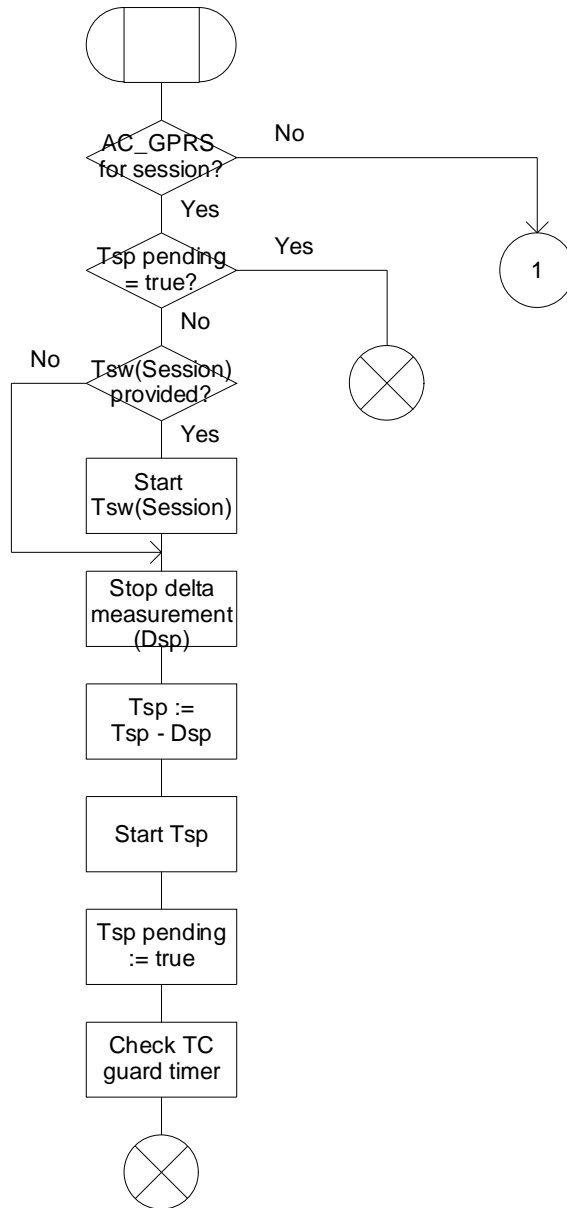 AC_GPRS
for session?
No
Yes
Tsp pending
= true?
Yes
1
No
No
Tsw(Session)
provided?
Yes
Start
Tsw(Session)
Stop delta
measurement
(Dsp)
Tsp :=
Tsp - Dsp
Start Tsp
Tsp pending
:= true
Check TC
guard timer